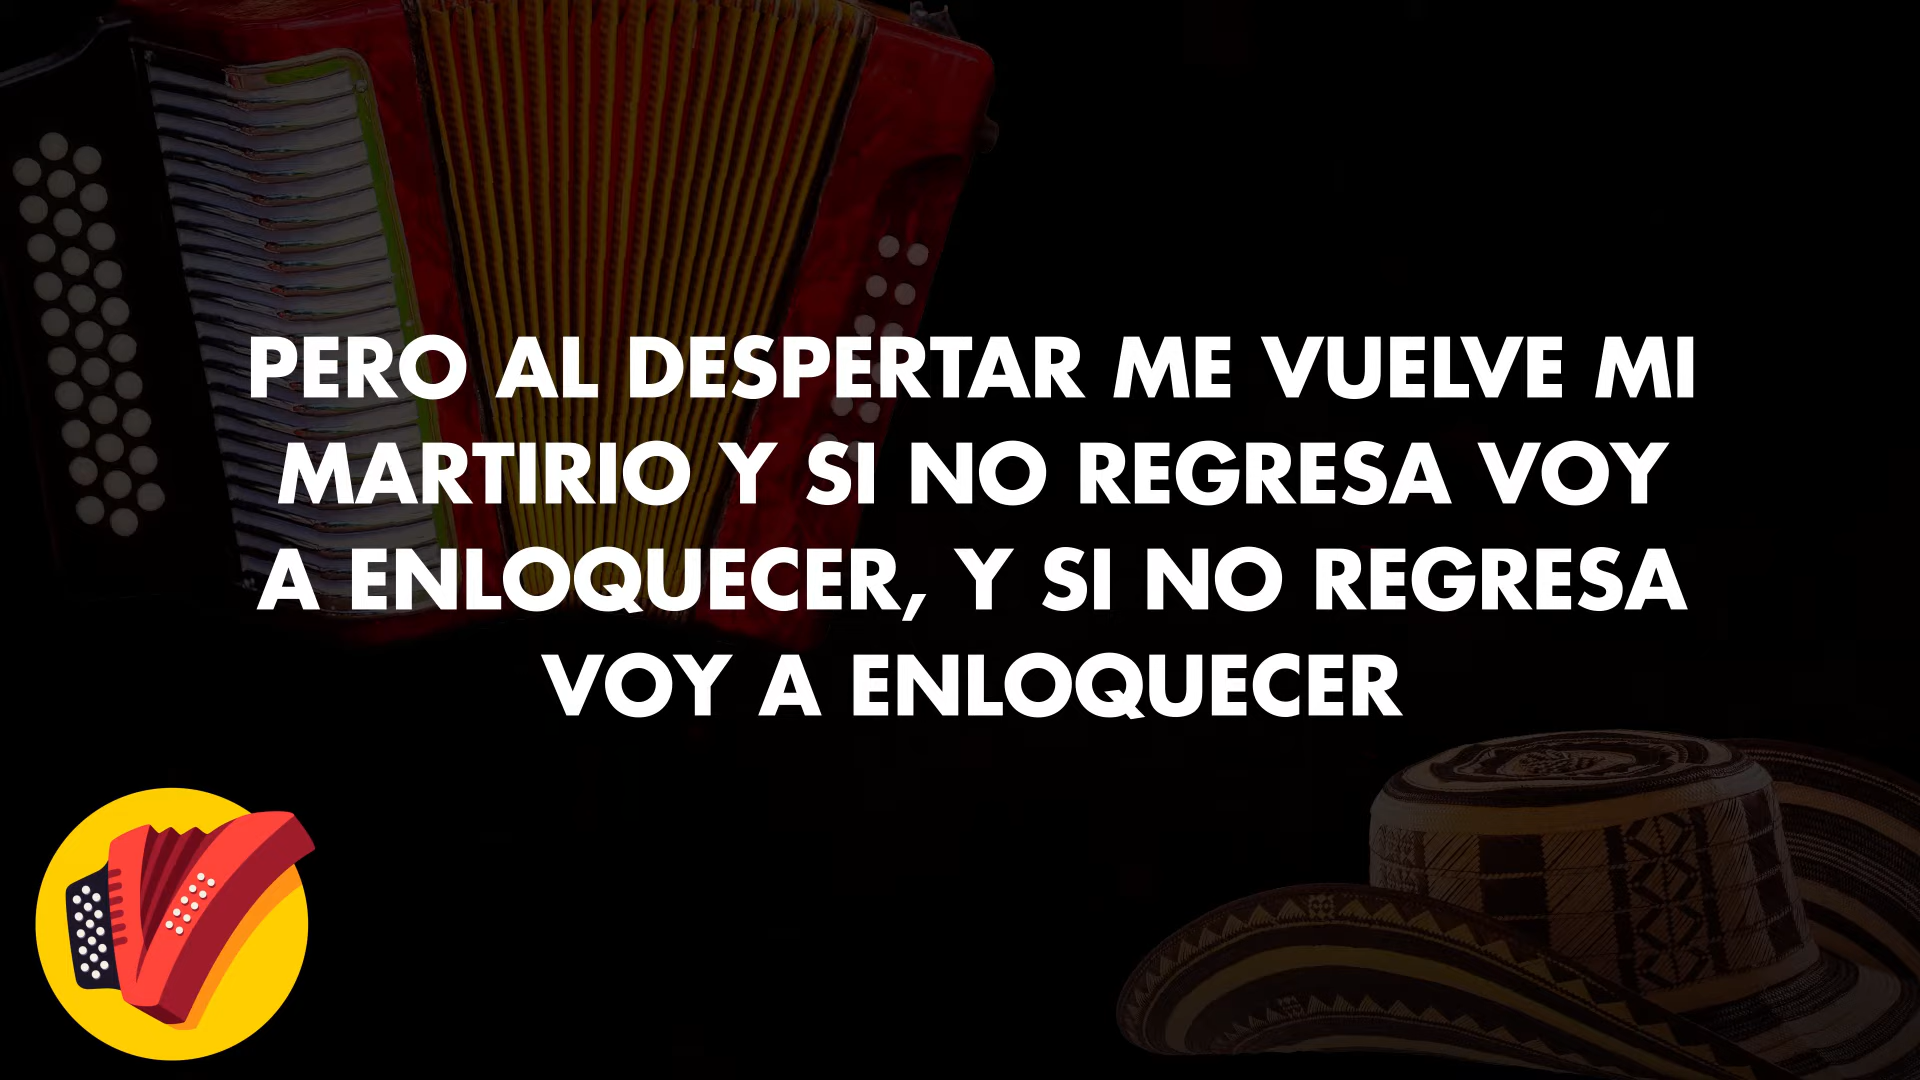 PERO AL DESPERTAR ME VUELVE MI
MARTIRIO Y SI NO REGRESA VOY
A ENLOQUECER, Y SI NO REGRESA
VOY A ENLOQUECER